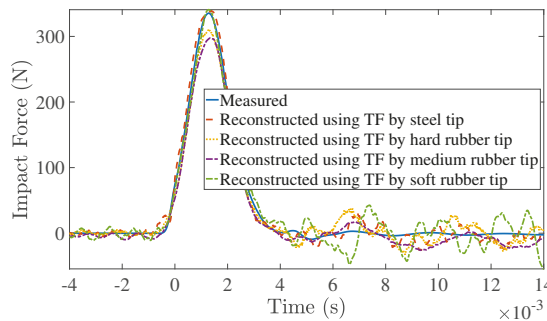 Impact Force (N)
300
200
100
0
Measured
Reconstructed using TF by steel tip
Reconstructed using TF by hard rubber tip
Reconstructed using TF by medium rubber tip
Reconstructed using TF by soft rubber tip
-4 -2 0 2 4 6 8 10 12 14
Time (s)
×10⁻³